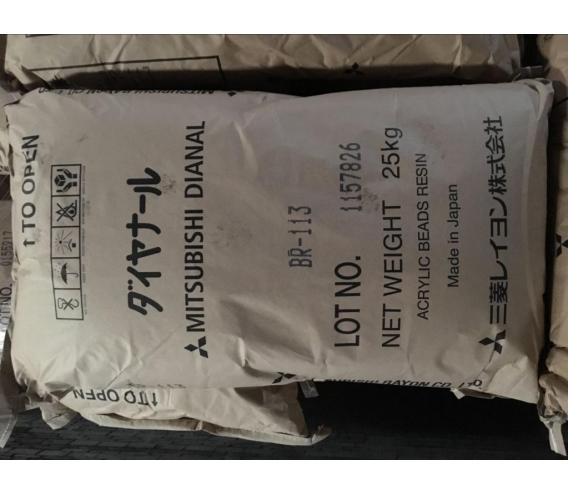 ↑TO OPEN
ダイヤナール
MITSUBISHI DIANAL
BR-113
LOT NO. 1157826
NET WEIGHT 25kg
ACRYLIC BEADS RESIN
Made in Japan
三菱レイヨン株式会社
RAYON CO., LTD
↑TO OPEN
LOT NO.